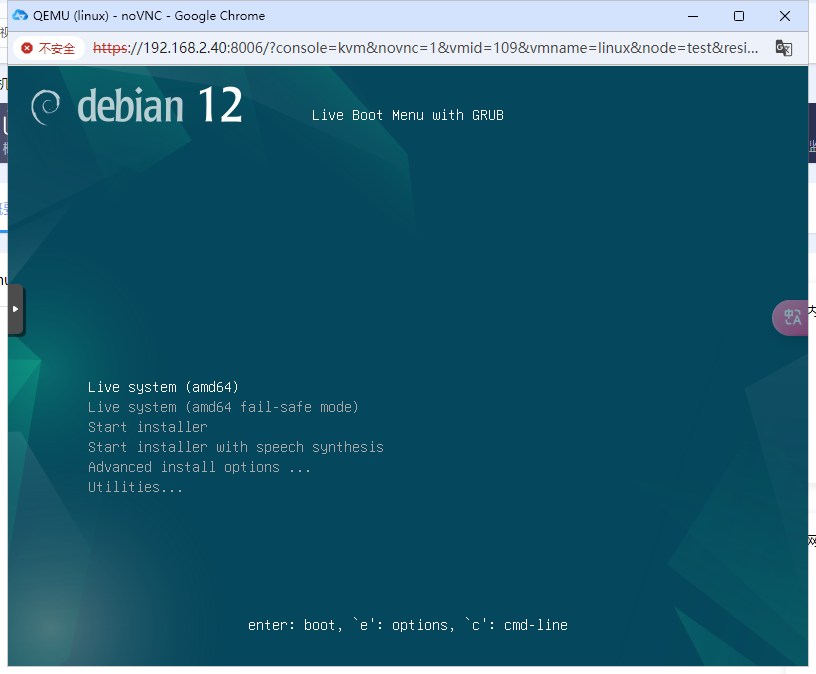 QEMU (linux) - noVNC - Google Chrome
不安全 https://192.168.2.40:8006/?console=kvm&novnc=1&vmid=109&vmname=linux&node=test&resi...
debian 12
Live Boot Menu with GRUB
Live system (amd64)
Live system (amd64 fail-safe mode)
Start installer
Start installer with speech synthesis
Advanced install options ...
Utilities...
enter: boot, `e': options, `c': cmd-line